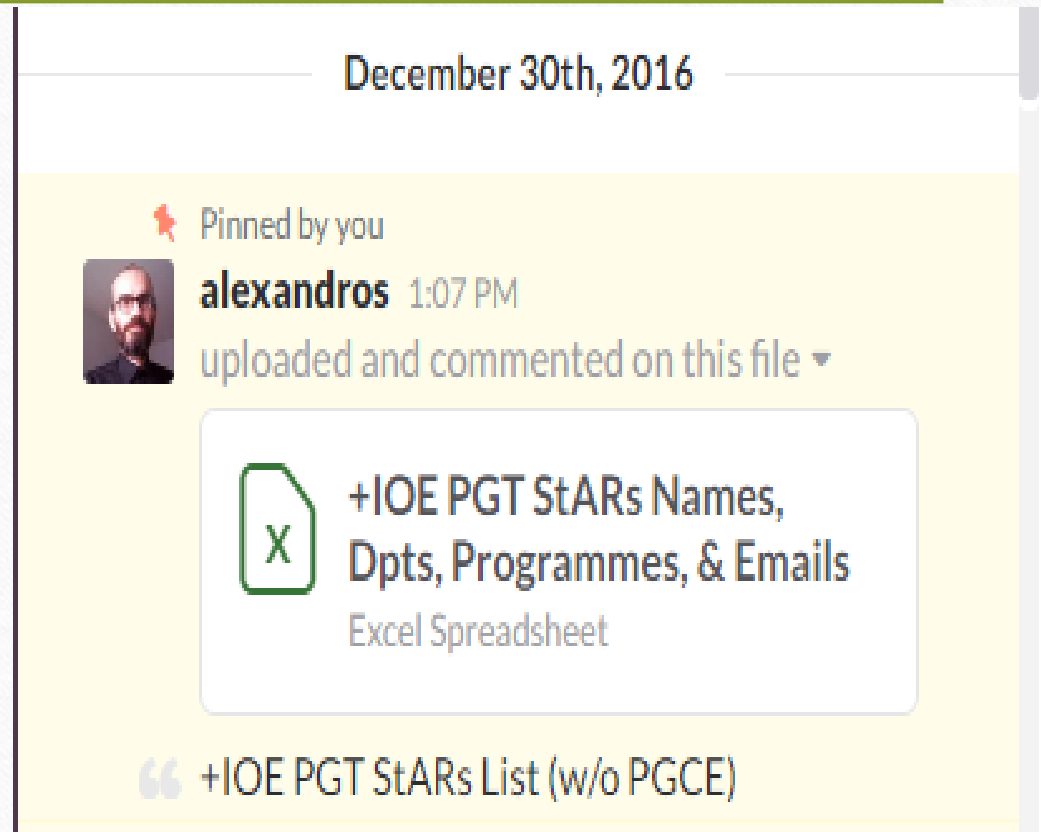 December 30th, 2016
Pinned by you
alexandros 1:07 PM
uploaded and commented on this file
X
+IOE PGT StARs Names,
Dpts, Programmes, & Emails
Excel Spreadsheet
+IOE PGT StARs List (w/o PGCE)